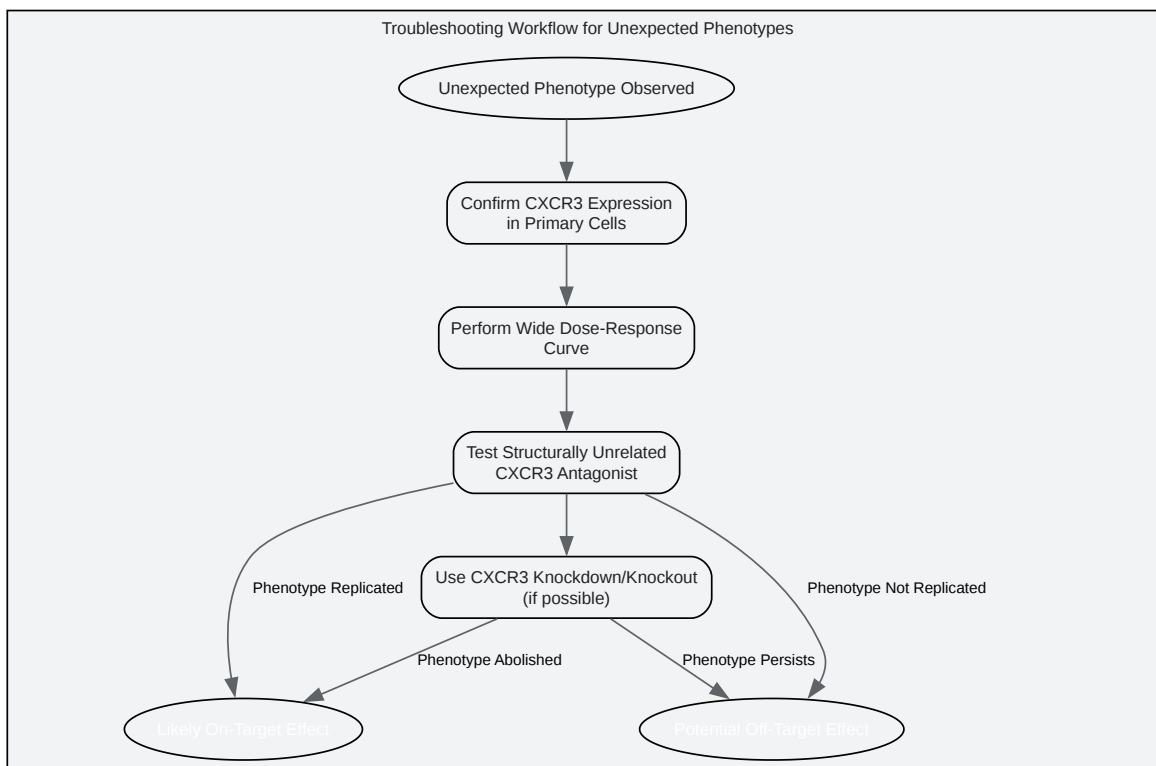 Troubleshooting Workflow for Unexpected Phenotypes
Unexpected Phenotype Observed
Confirm CXCR3 Expression
in Primary Cells
Perform Wide Dose-Response
Curve
Test Structurally Unrelated
CXCR3 Antagonist
Use CXCR3 Knockdown/Knockout
(if possible)
Phenotype Replicated
Phenotype Not Replicated
Phenotype Abolished
Phenotype Persists
Likely On-Target Effect
Potential Off-Target Effect